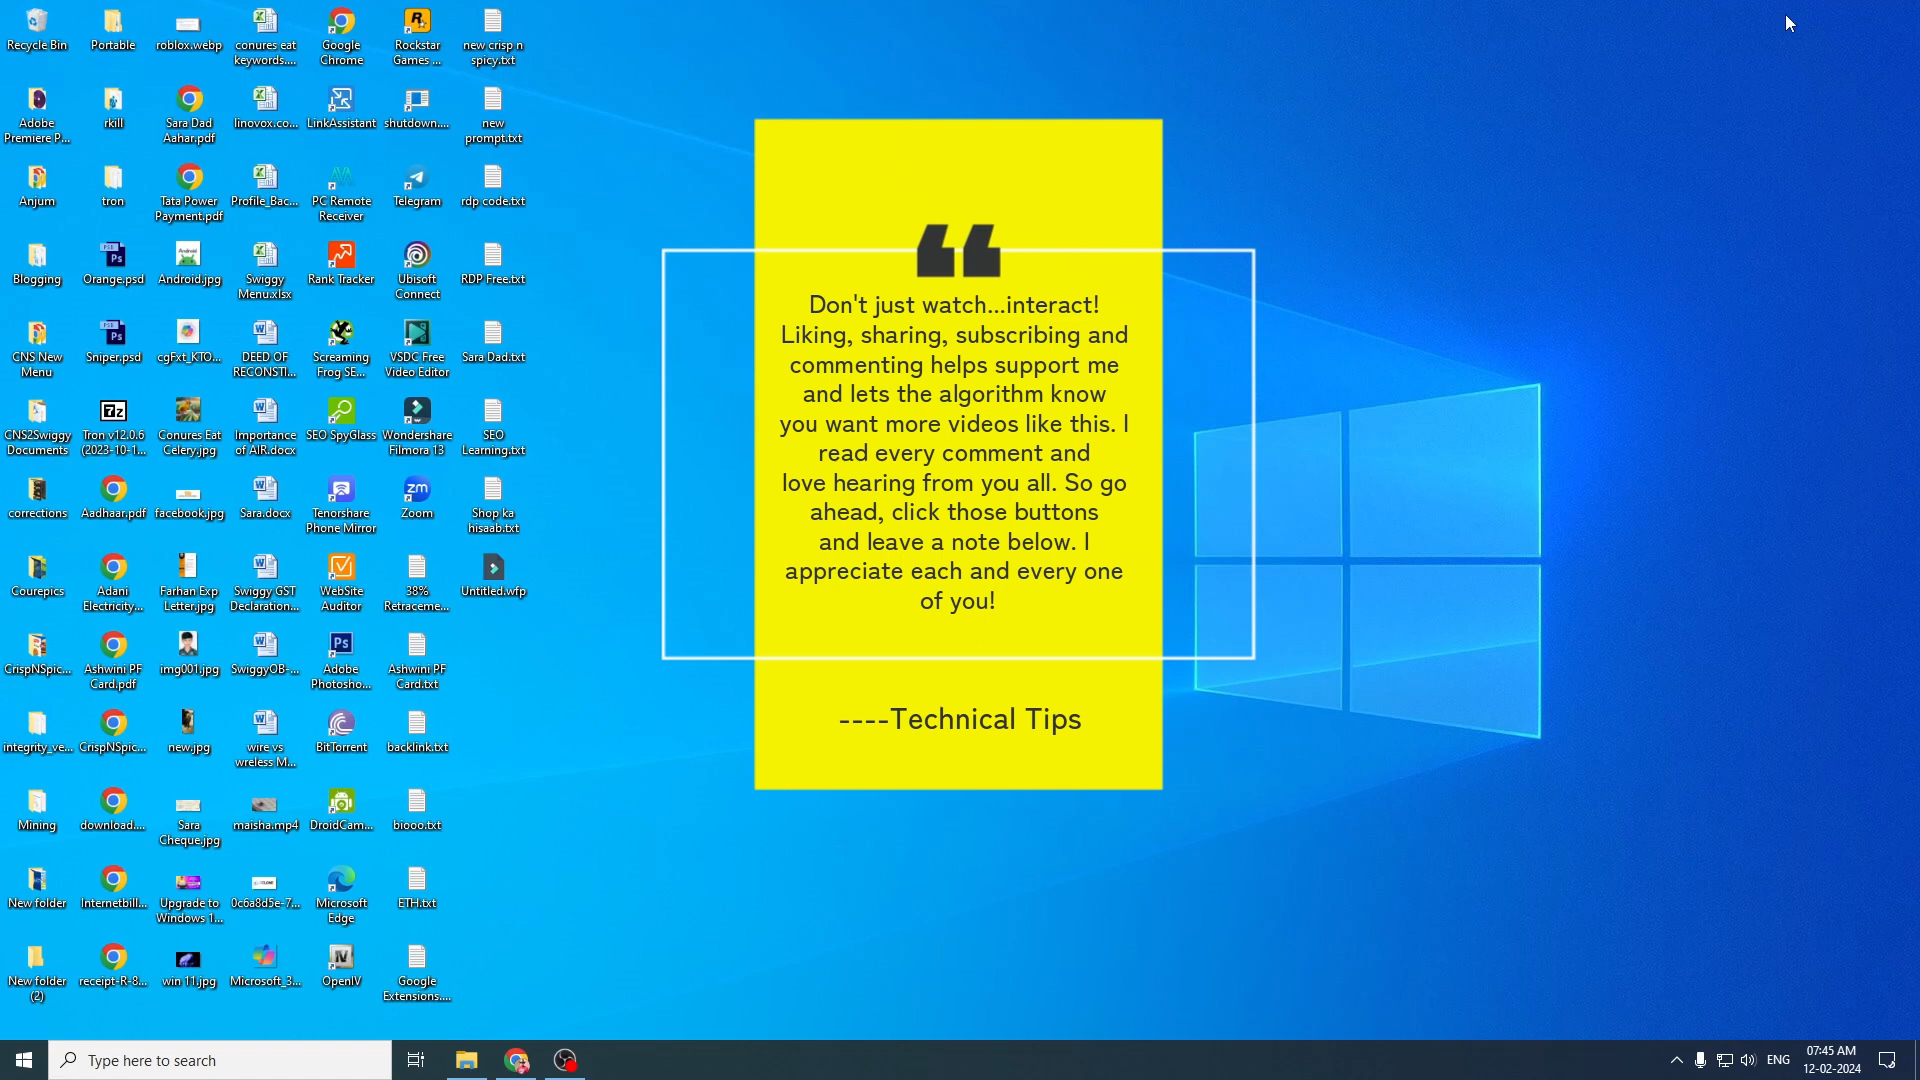 Recycle Bin
Portable
roblox.webp
conures eat
keywords....
Google
Chrome
Rockstar
Games ...
new crisp n
spicy.txt
Adobe
Premiere P...
rkill
Sara Dad
Aahar.pdf
linovox.co...
LinkAssistant
shutdown....
new
prompt.txt
Anjum
tron
Tata Power
Payment.pdf
Profile_Bac...
PC Remote
Receiver
Telegram
rdp code.txt
Blogging
Orange.psd
Android.jpg
Swiggy
Menu.xlsx
Rank Tracker
Ubisoft
Connect
RDP Free.txt
CNS New
Menu
Sniper.psd
cgFxt_KTO...
DEED OF
RECONSTI...
Screaming
Frog SE...
VSDC Free
Video Editor
Sara Dad.txt
CNS2Swiggy
Documents
Tron v12.0.6
(2023-10-1...
Conures Eat
Celery.jpg
Importance
of AIR.docx
SEO SpyGlass
Wondershare
Filmora 13
SEO
Learning.txt
corrections
Aadhaar.pdf
facebook.jpg
Sara.docx
Tenorshare
Phone Mirror
Zoom
Shop ka
hisaab.txt
Courepics
Adani
Electricity...
Farhan Exp
Letter.jpg
Swiggy GST
Declaration...
WebSite
Auditor
38%
Retraceme...
Untitled.wfp
CrispNSpic...
Ashwini PF
Card.pdf
img001.jpg
SwiggyOB-...
Adobe
Photosho...
Ashwini PF
Card.txt
integrity_ve...
CrispNSpic...
new.jpg
wire vs
wreless M...
BitTorrent
backlink.txt
Mining
download....
Sara
Cheque.jpg
maisha.mp4
DroidCam...
biooo.txt
New folder
Internetbill...
Upgrade to
Windows 1...
0c6a8d5e-7...
Microsoft
Edge
ETH.txt
New folder
(2)
receipt-R-8...
win 11.jpg
Microsoft_3...
OpenIV
Google
Extensions....
Don't just watch...interact!
Liking, sharing, subscribing and
commenting helps support me
and lets the algorithm know
you want more videos like this. I
read every comment and
love hearing from you all. So go
ahead, click those buttons
and leave a note below. I
appreciate each and every one
of you!
----Technical Tips
Type here to search
ENG
07:45 AM
12-02-2024